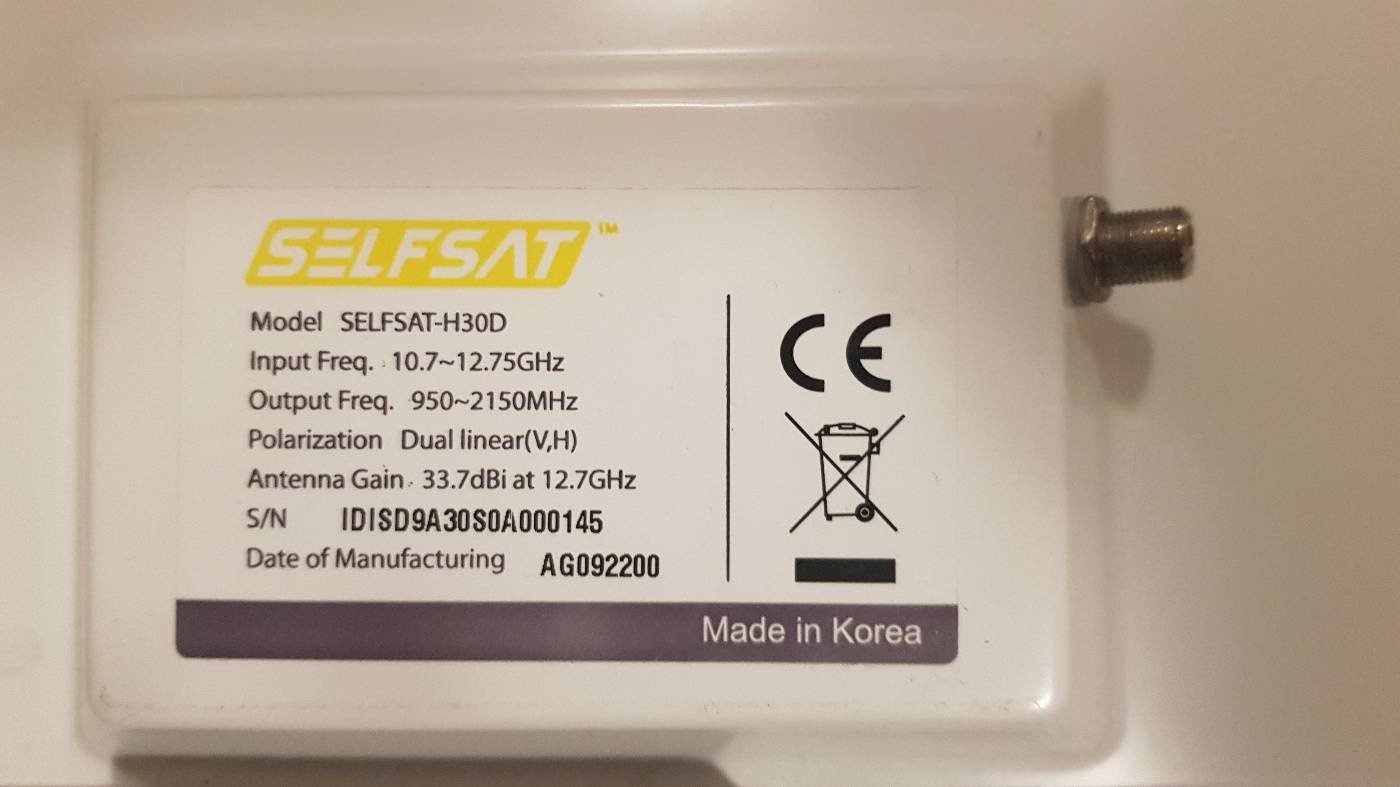 SELFSAT™
Model SELFSAT-H30D
Input Freq. 10.7~12.75GHz
Output Freq. 950~2150MHz
Polarization Dual linear(V,H)
Antenna Gain 33.7dBi at 12.7GHz
S/N IDISD9A30S0A000145
Date of Manufacturing AG092200
CE
Made in Korea